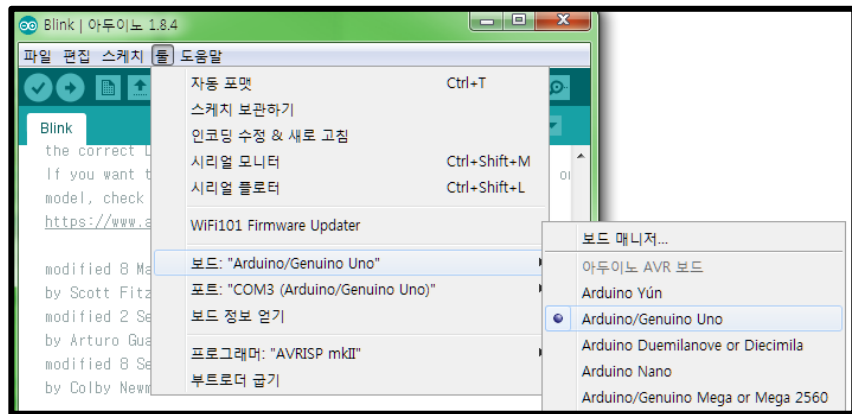 Blink | 아두이노 1.8.4
파일 편집 스케치 툴 도움말
Blink
the correct
If you want t
model, check
https://www.a
modified 8 Ma
by Scott Fitz
modified 2 Se
by Arturo Gua
modified 8 Se
by Colby Newm
자동 포맷 Ctrl+T
스케치 보관하기
인코딩 수정 & 새로 고침
시리얼 모니터 Ctrl+Shift+M
시리얼 플로터 Ctrl+Shift+L
WiFi101 Firmware Updater
보드: "Arduino/Genuino Uno"
포트: "COM3 (Arduino/Genuino Uno)"
보드 정보 얻기
프로그래머: "AVRISP mkII"
부트로더 굽기
보드 매니저...
아두이노 AVR 보드
Arduino Yún
Arduino/Genuino Uno
Arduino Duemilanove or Diecimila
Arduino Nano
Arduino/Genuino Mega or Mega 2560